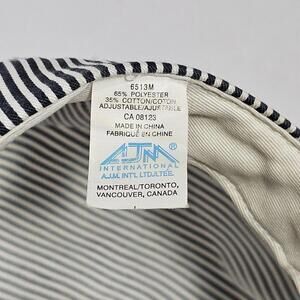 6513M
65% POLYESTER
35% COTTON/COTON
ADJUSTABLE/AJUSTABLE
CA 08123
MADE IN CHINA
FABRIQUÉ EN CHINE
AJM®
INTERNATIONAL
A.J.M. INT'L LTD./LTEE.
MONTREAL/TORONTO,
VANCOUVER, CANADA